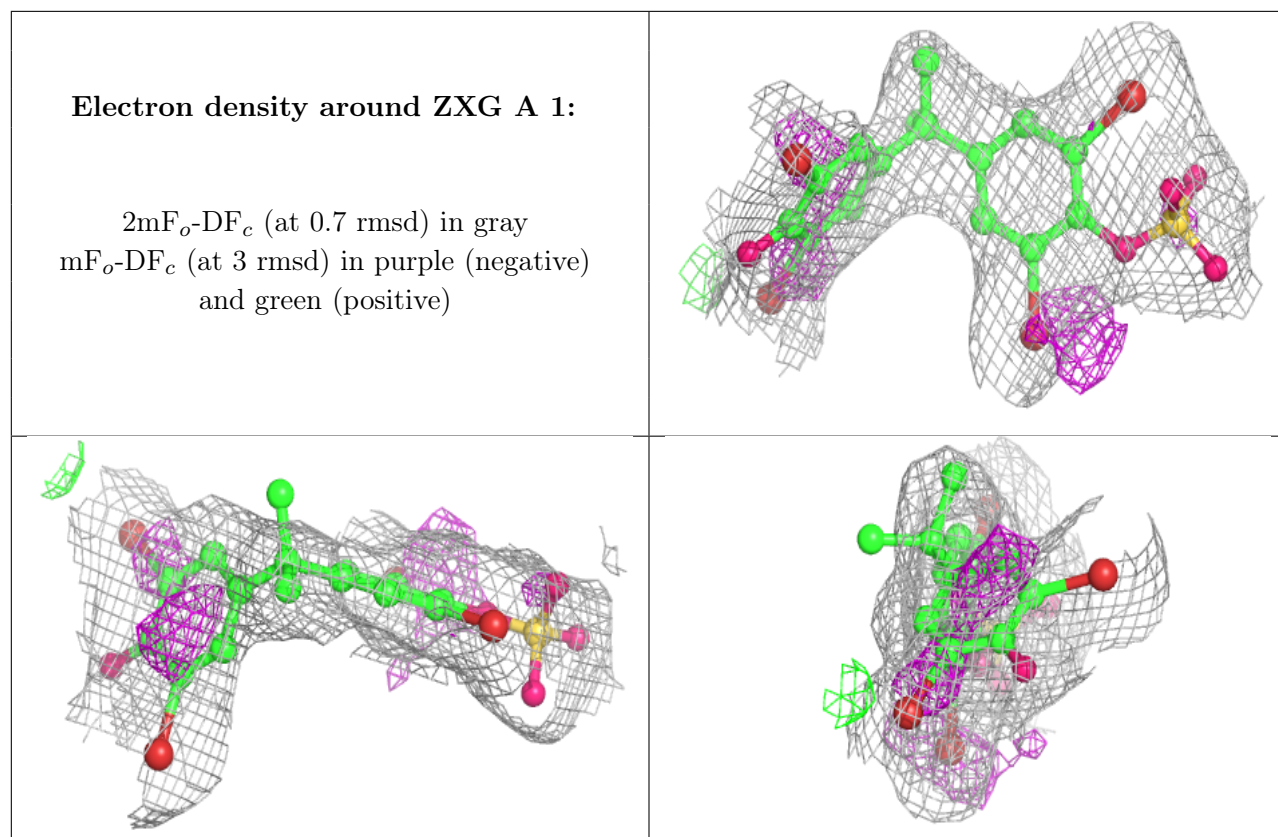 Electron density around ZXG A 1:
2mFo-DFc (at 0.7 rmsd) in gray
mFo-DFc (at 3 rmsd) in purple (negative)
and green (positive)